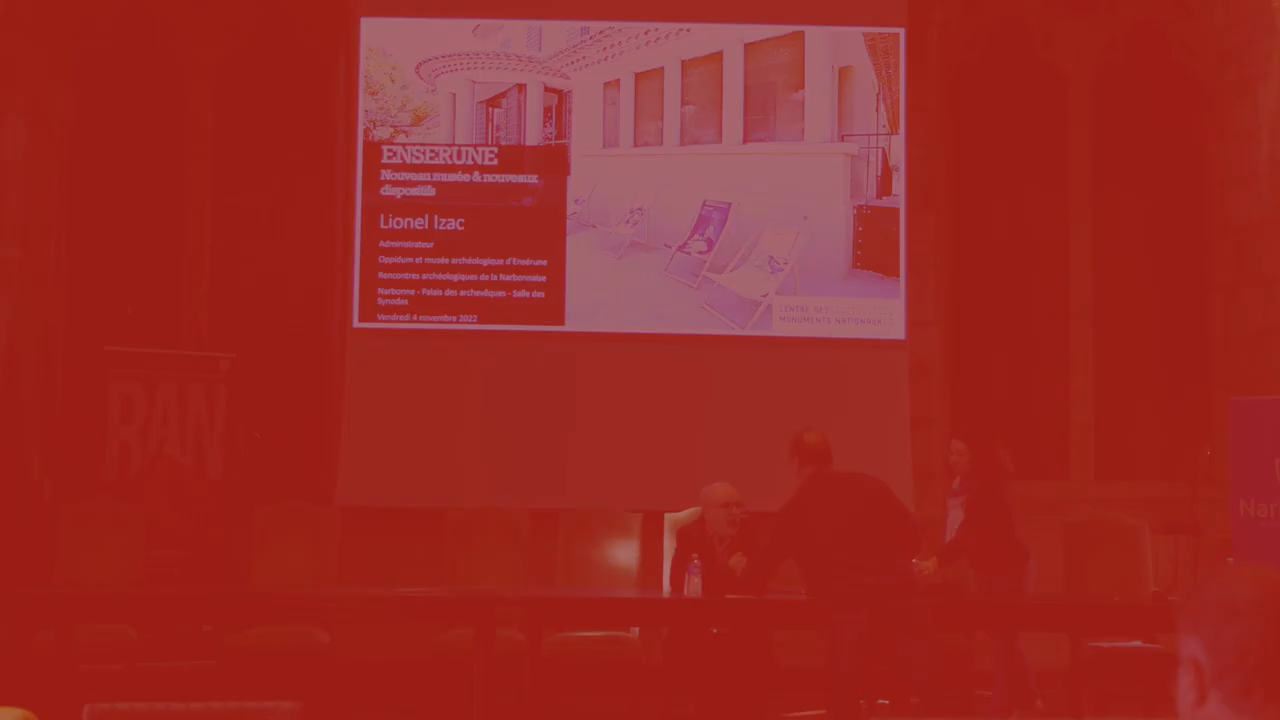 ENSERUNE
Nouveau musée & nouveaux
dispositifs
Lionel Izac
Administrateur
Oppidum et musée archéologique d'Ensérune
Rencontres archéologiques de la Narbonnaise
Narbonne - Palais des archevêques - Salle des
Synodes
Vendredi 4 novembre 2022
CENTRE DES
MONUMENTS NATIONAUX
RAN
Nar